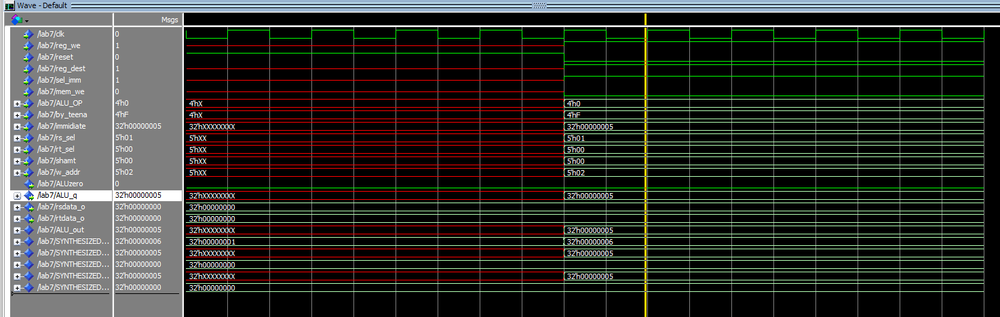 Wave - Default
Msgs
/lab7/clk 0
/lab7/reg_we 1
/lab7/reset 0
/lab7/reg_dest 1
/lab7/sel_imm 1
/lab7/mem_we 0
/lab7/ALU_OP 4'h0 4'hX 4'h0
/lab7/by_teena 4'hF 4'hX 4'hF
/lab7/immidiate 32'h00000005 32'hXXXXXXXX 32'h00000005
/lab7/rs_sel 5'h01 5'hXX 5'h01
/lab7/rt_sel 5'h00 5'hXX 5'h00
/lab7/shamt 5'h00 5'hXX 5'h00
/lab7/w_addr 5'h02 5'hXX 5'h02
/lab7/ALUzero 0
/lab7/ALU_q 32'h00000005 32'hXXXXXXXX 32'h00000005
/lab7/rsdata_o 32'h00000000 32'h00000000
/lab7/rtdata_o 32'h00000000 32'h00000000
/lab7/ALU_out 32'h00000005 32'hXXXXXXXX 32'h00000005
/lab7/SYNTHESIZED... 32'h00000006 32'h00000001 32'h00000006
/lab7/SYNTHESIZED... 32'h00000005 32'hXXXXXXXX 32'h00000005
/lab7/SYNTHESIZED... 32'h00000000 32'h00000000
/lab7/SYNTHESIZED... 32'h00000005 32'hXXXXXXXX 32'h00000005
/lab7/SYNTHESIZED... 32'h00000000 32'h00000000